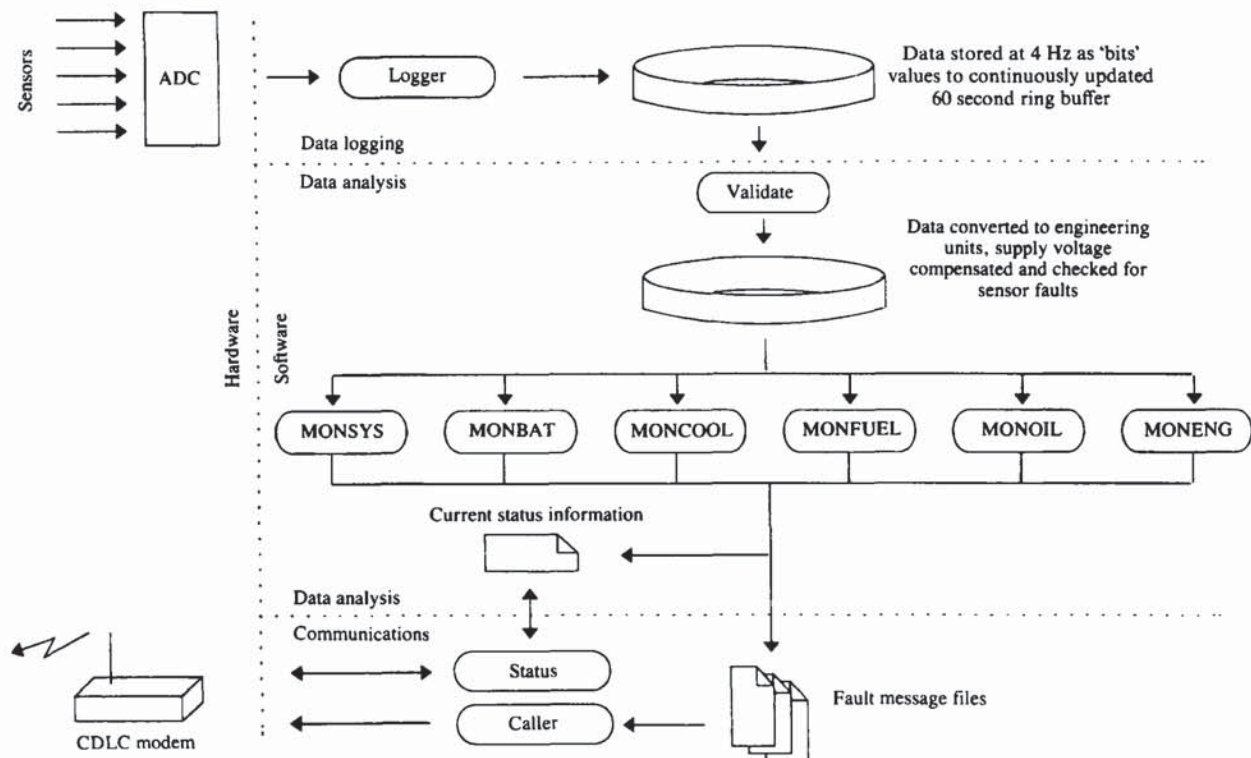 Sensors
ADC
Logger
Data stored at 4 Hz as ‘bits’
values to continuously updated
60 second ring buffer
Data logging
Data analysis
Validate
Data converted to engineering
units, supply voltage
compensated and checked for
sensor faults
Hardware
Software
MONSYS
MONBAT
MONCOOL
MONFUEL
MONOIL
MONENG
Current status information
Data analysis
Communications
Status
Caller
Fault message files
CDLC modem